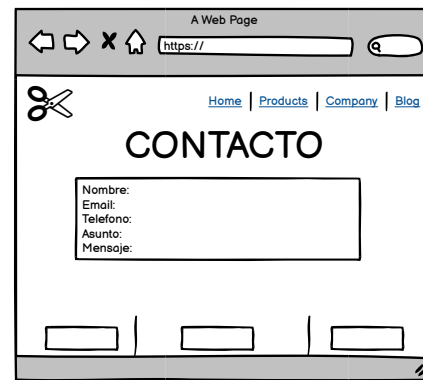 A Web Page
https://
Home | Products | Company | Blog
CONTACTO
Nombre:
Email:
Telefono:
Asunto:
Mensaje: